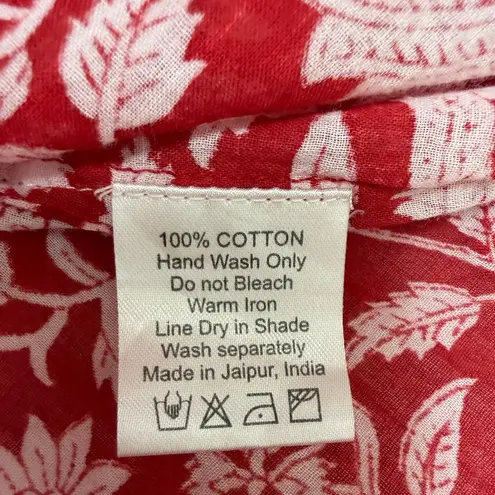 100% COTTON
Hand Wash Only
Do not Bleach
Warm Iron
Line Dry in Shade
Wash separately
Made in Jaipur, India